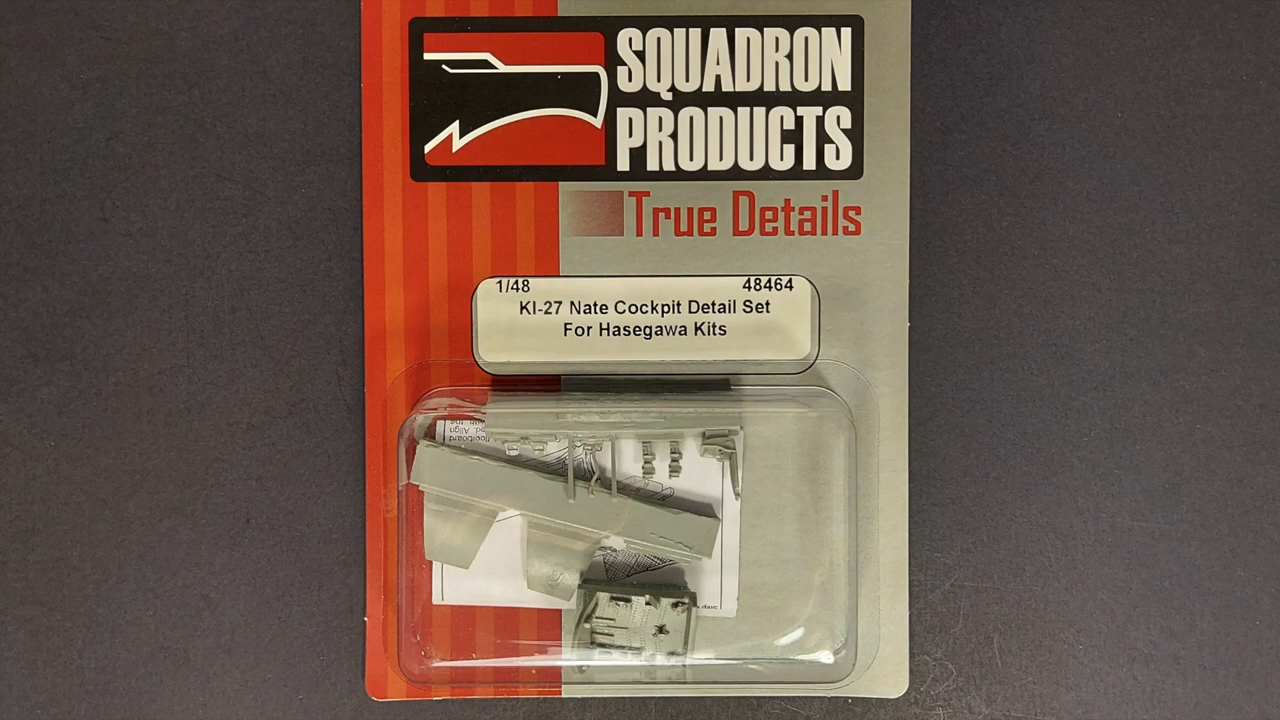 SQUADRON
PRODUCTS
True Details
1/48 48464
KI-27 Nate Cockpit Detail Set
For Hasegawa Kits